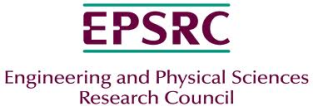 EPSRC
Engineering and Physical Sciences
Research Council